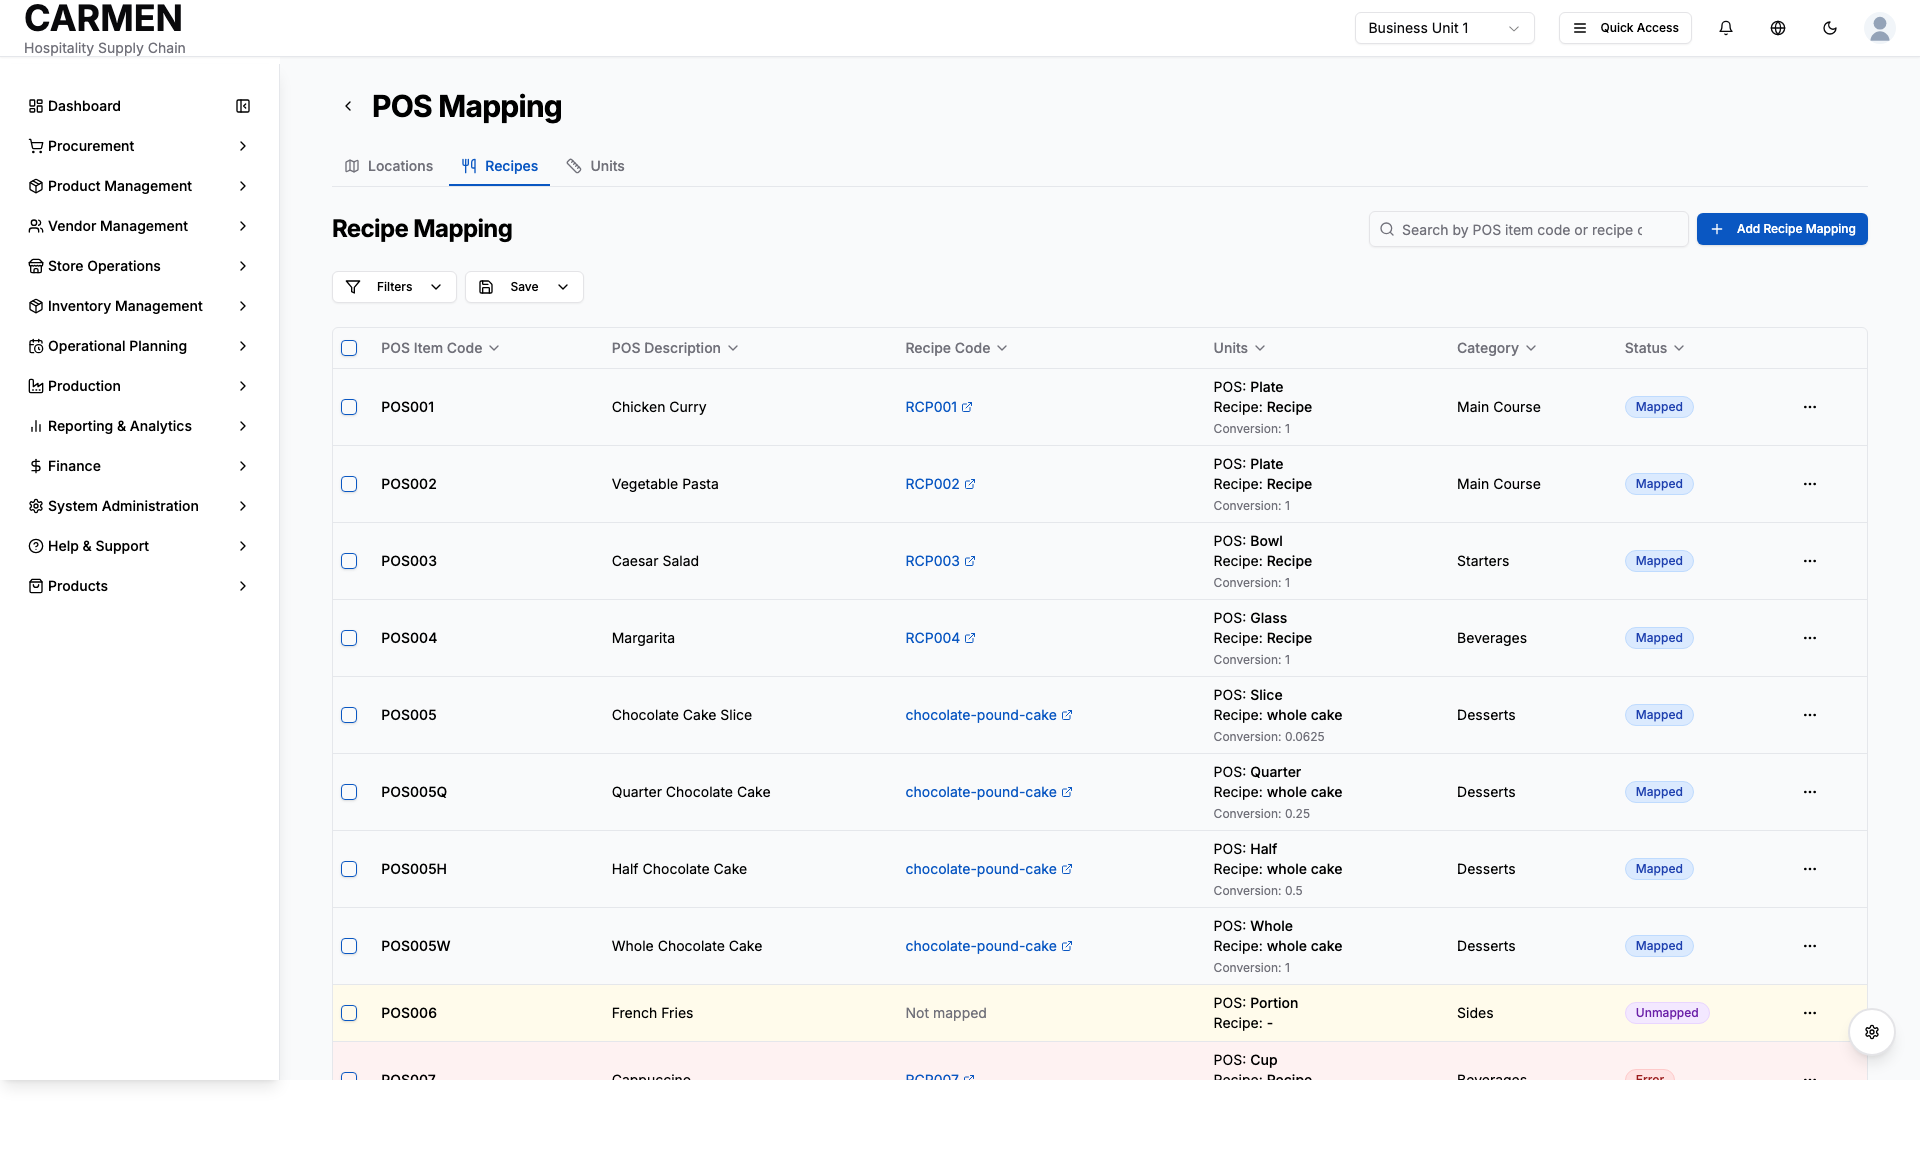 CARMEN
Hospitality Supply Chain
Business Unit 1
Quick Access
Dashboard
Procurement
Product Management
Vendor Management
Store Operations
Inventory Management
Operational Planning
Production
Reporting & Analytics
Finance
System Administration
Help & Support
Products
POS Mapping
Locations Recipes Units
Recipe Mapping
Search by POS item code or recipe c
Add Recipe Mapping
Filters Save
POS Item Code POS Description Recipe Code Units Category Status
POS001 Chicken Curry RCP001 POS: Plate Main Course Mapped
Recipe: Recipe
Conversion: 1
POS002 Vegetable Pasta RCP002 POS: Plate Main Course Mapped
Recipe: Recipe
Conversion: 1
POS003 Caesar Salad RCP003 POS: Bowl Starters Mapped
Recipe: Recipe
Conversion: 1
POS004 Margarita RCP004 POS: Glass Beverages Mapped
Recipe: Recipe
Conversion: 1
POS005 Chocolate Cake Slice chocolate-pound-cake POS: Slice Desserts Mapped
Recipe: whole cake
Conversion: 0.0625
POS005Q Quarter Chocolate Cake chocolate-pound-cake POS: Quarter Desserts Mapped
Recipe: whole cake
Conversion: 0.25
POS005H Half Chocolate Cake chocolate-pound-cake POS: Half Desserts Mapped
Recipe: whole cake
Conversion: 0.5
POS005W Whole Chocolate Cake chocolate-pound-cake POS: Whole Desserts Mapped
Recipe: whole cake
Conversion: 1
POS006 French Fries Not mapped POS: Portion Sides Unmapped
Recipe: -
POS007 Cappuccino RCP007 POS: Cup Beverages Error
Recipe: Recipe